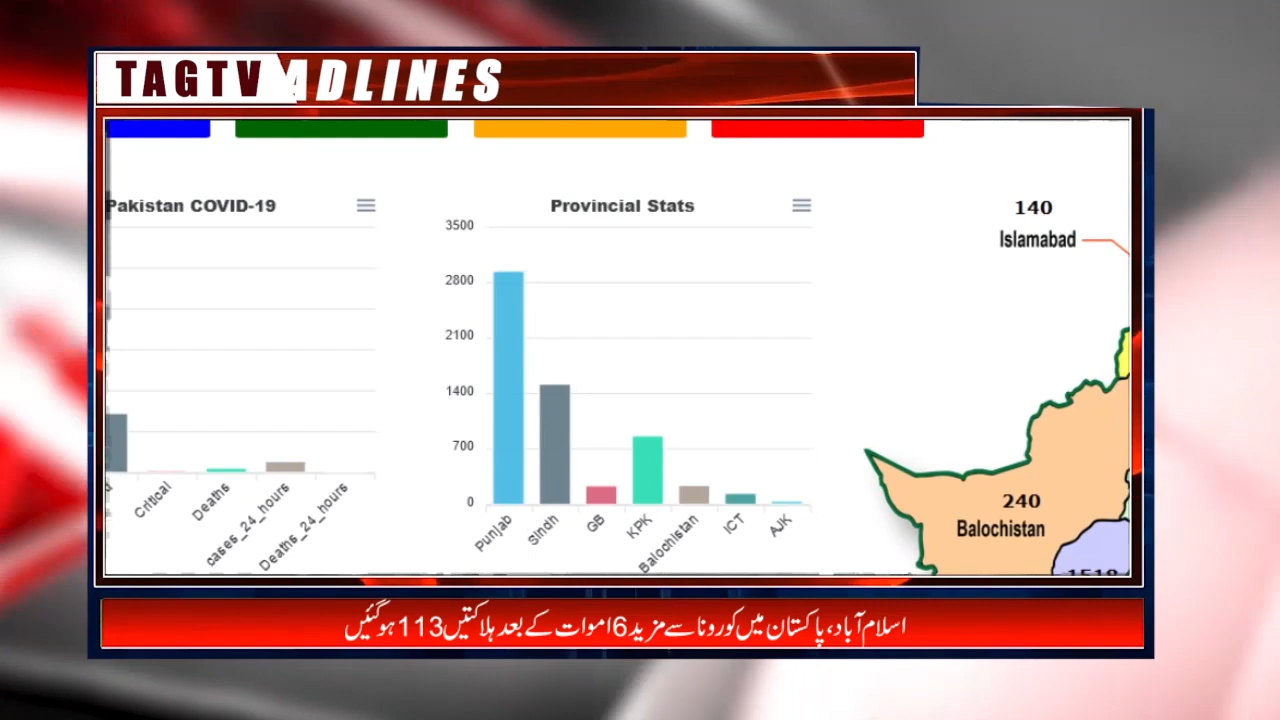 TAGTV ADLINES
Pakistan COVID-19
Critical
Deaths
cases_24_hours
Deaths_24_hours
Provincial Stats
3500
2800
2100
1400
700
0
Punjab
Sindh
GB
KPK
Balochistan
ICT
AJK
140
Islamabad
240
Balochistan
1518
اسلام آباد، پاکستان میں کورونا سے مزید 6 اموات کے بعد ہلاکتیں 113 ہوگئیں